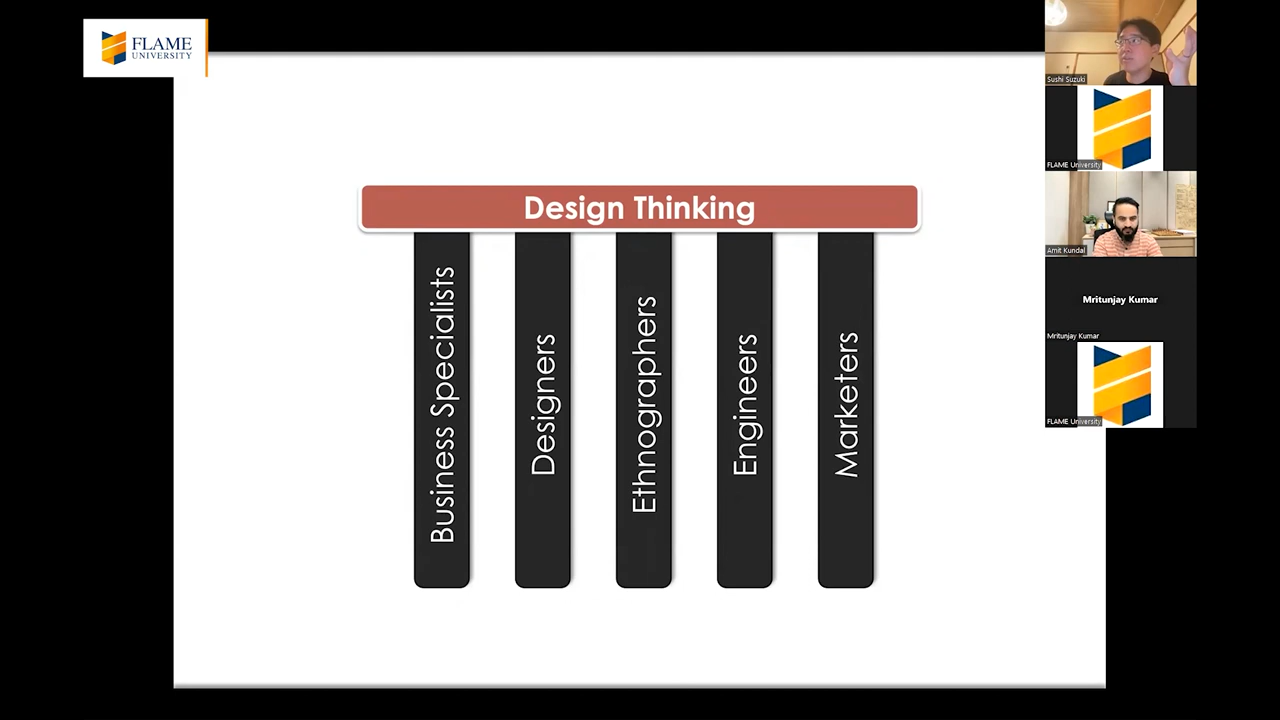 FLAME
UNIVERSITY
Design Thinking
Business Specialists
Designers
Ethnographers
Engineers
Marketers
Sushi Suzuki
FLAME University
Amit Kundal
Mritunjay Kumar
Mritunjay Kumar
FLAME University